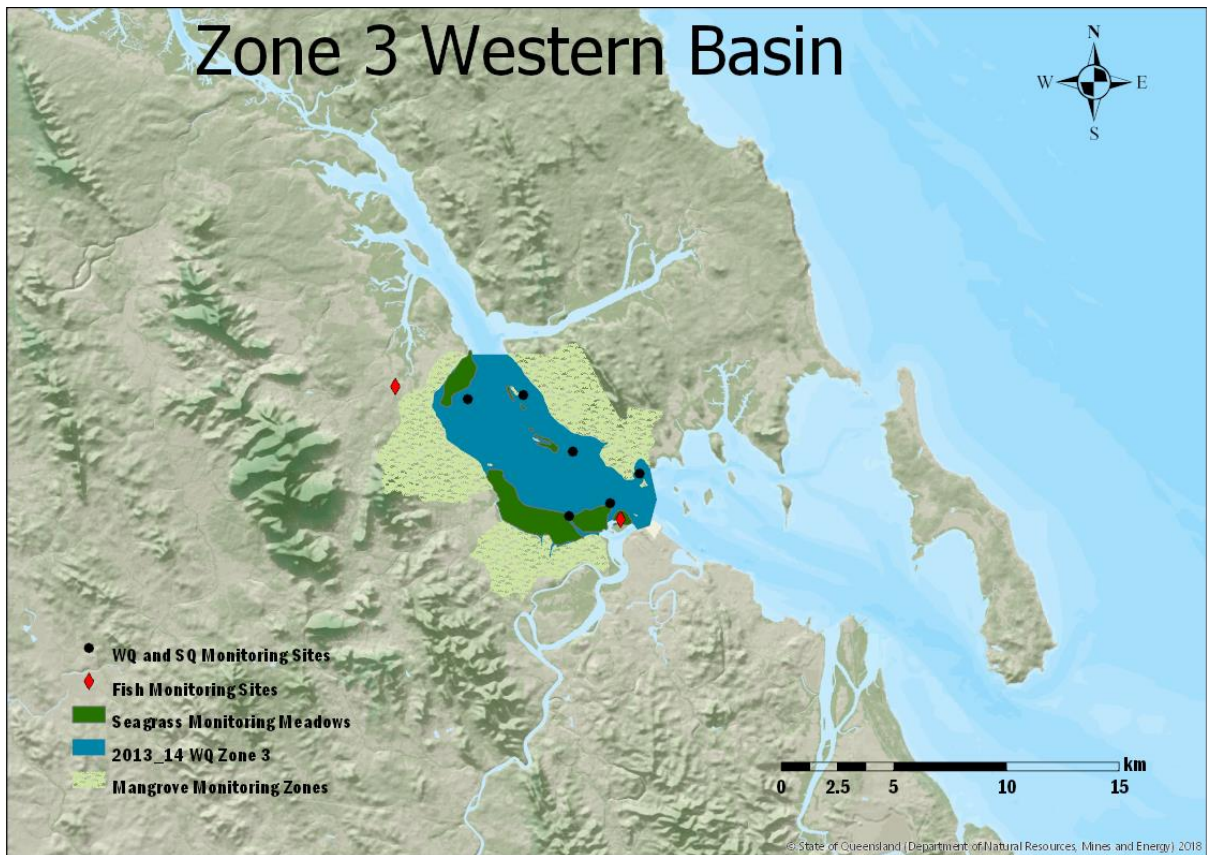 Zone 3 Western Basin
N
W E
S
WQ and SQ Monitoring Sites
Fish Monitoring Sites
Seagrass Monitoring Meadows
2013_14 WQ Zone 3
Mangrove Monitoring Zones
km
0 2.5 5 10 15
© State of Queensland (Department of Natural Resources, Mines and Energy) 2018